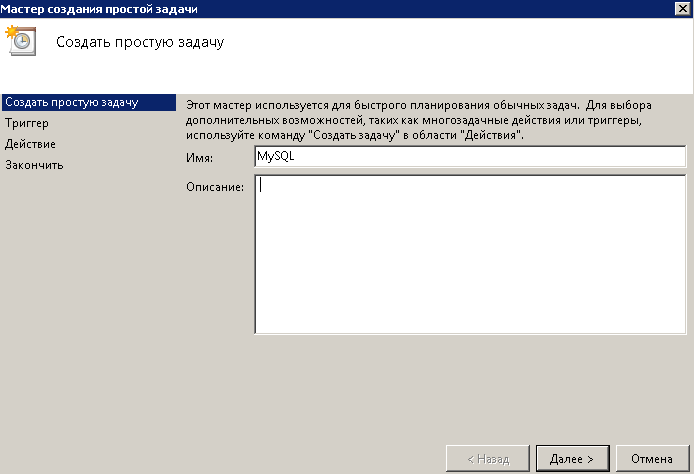 Мастер создания простой задачи
Создать простую задачу
Создать простую задачу
Триггер
Действие
Закончить
Этот мастер используется для быстрого планирования обычных задач. Для выбора
дополнительных возможностей, таких как многозадачные действия или триггеры,
используйте команду "Создать задачу" в области "Действия".
Имя: MySQL
Описание:
< Назад Далее > Отмена